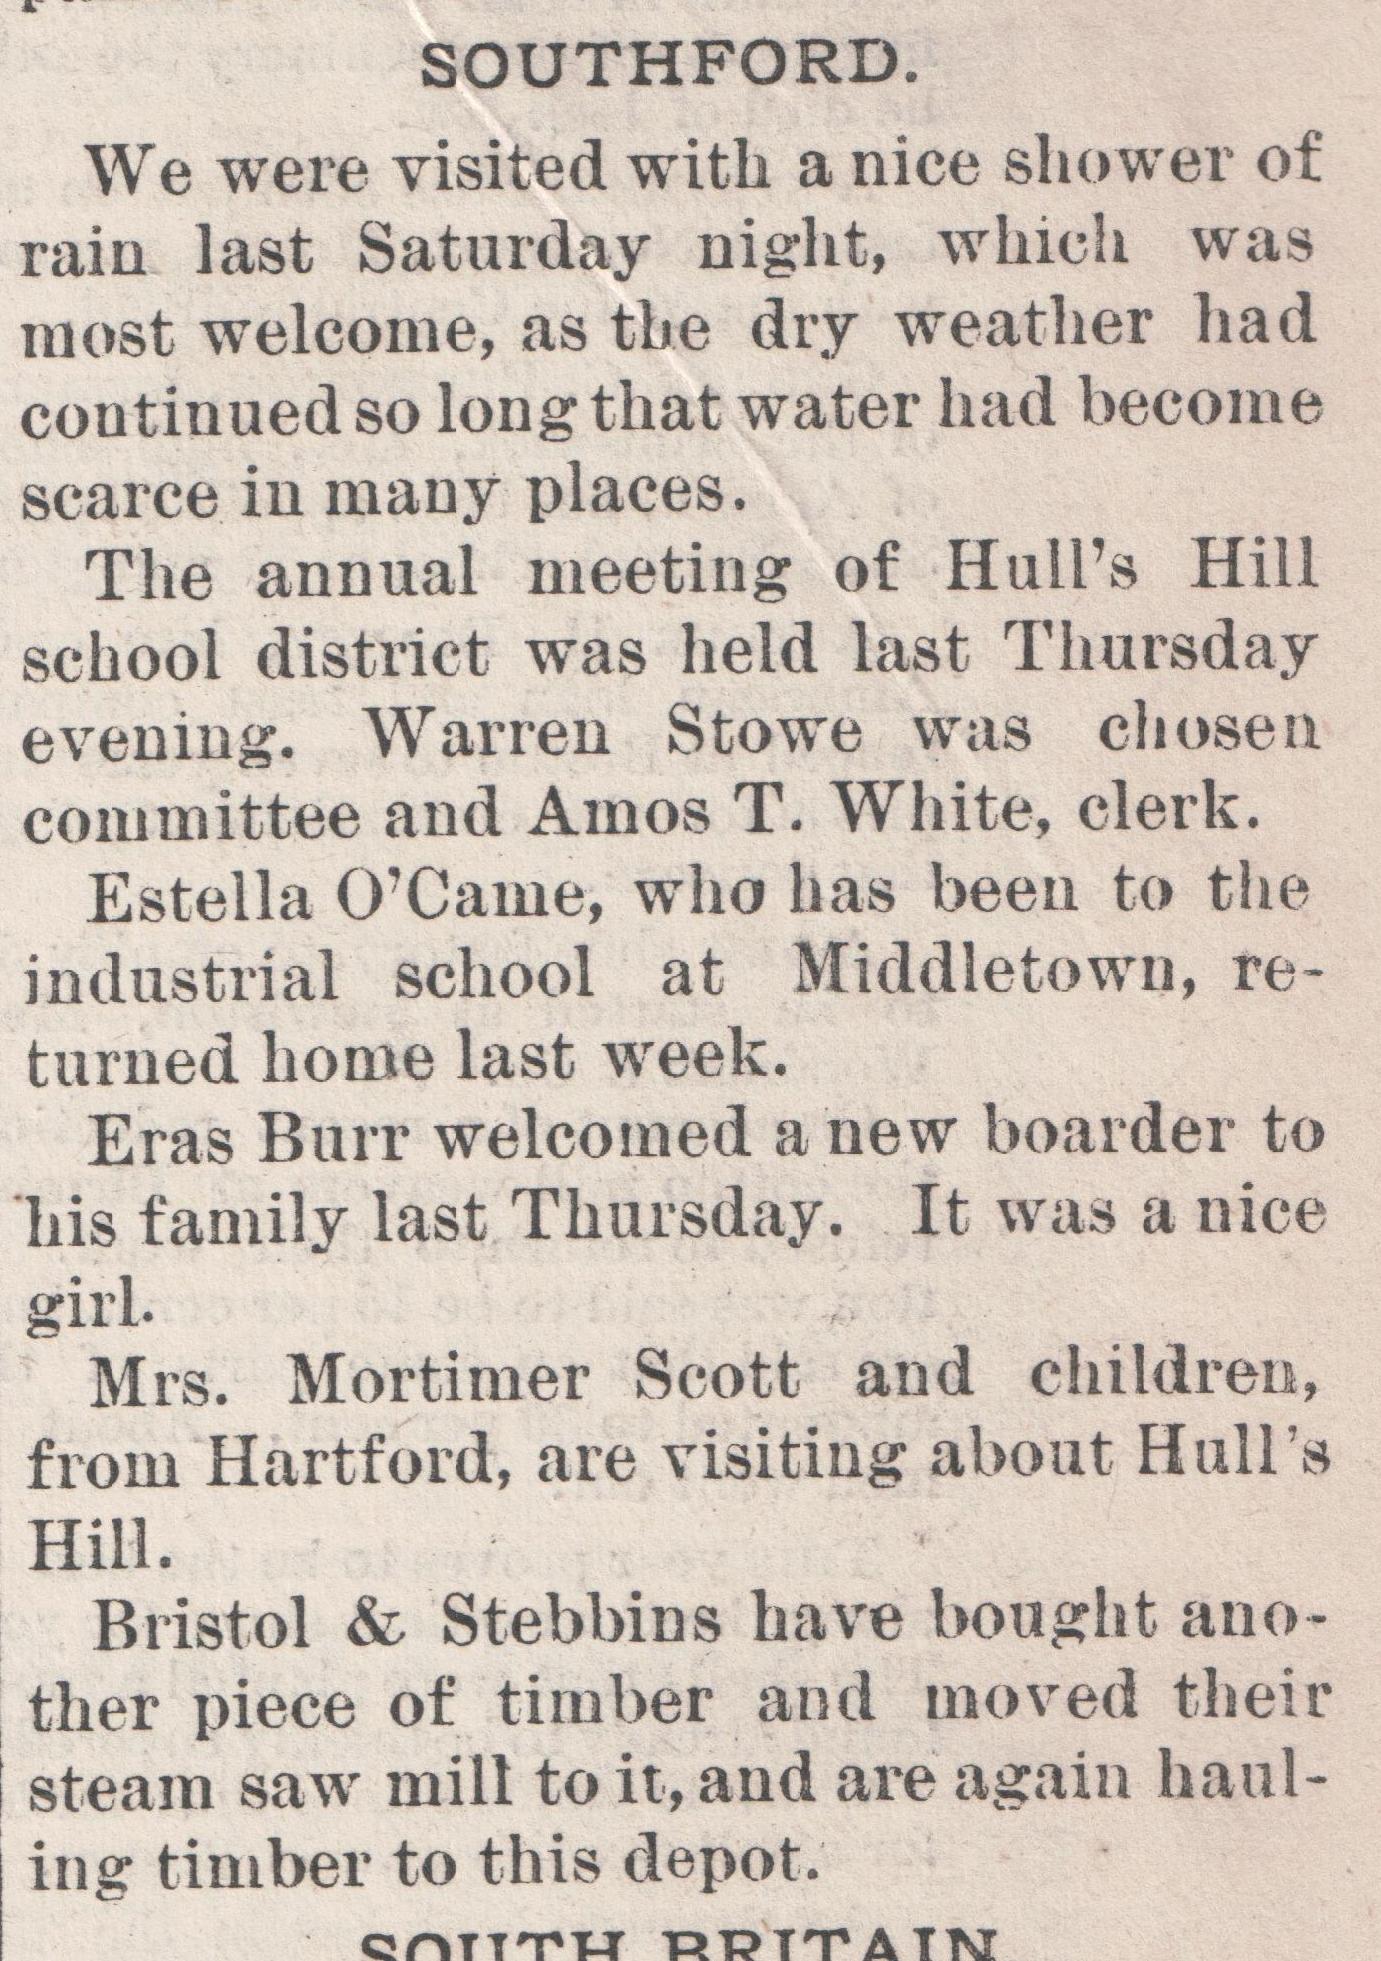 SOUTHFORD.
We were visited with a nice shower of
rain last Saturday night, which was
most welcome, as the dry weather had
continued so long that water had become
scarce in many places.
The annual meeting of Hull's Hill
school district was held last Thursday
evening. Warren Stowe was chosen
committee and Amos T. White, clerk.
Estella O'Came, who has been to the
industrial school at Middletown, re-
turned home last week.
Eras Burr welcomed a new boarder to
his family last Thursday. It was a nice
girl.
Mrs. Mortimer Scott and children,
from Hartford, are visiting about Hull's
Hill.
Bristol & Stebbins have bought ano-
ther piece of timber and moved their
steam saw mill to it, and are again haul-
ing timber to this depot.
SOUTH BRITAIN